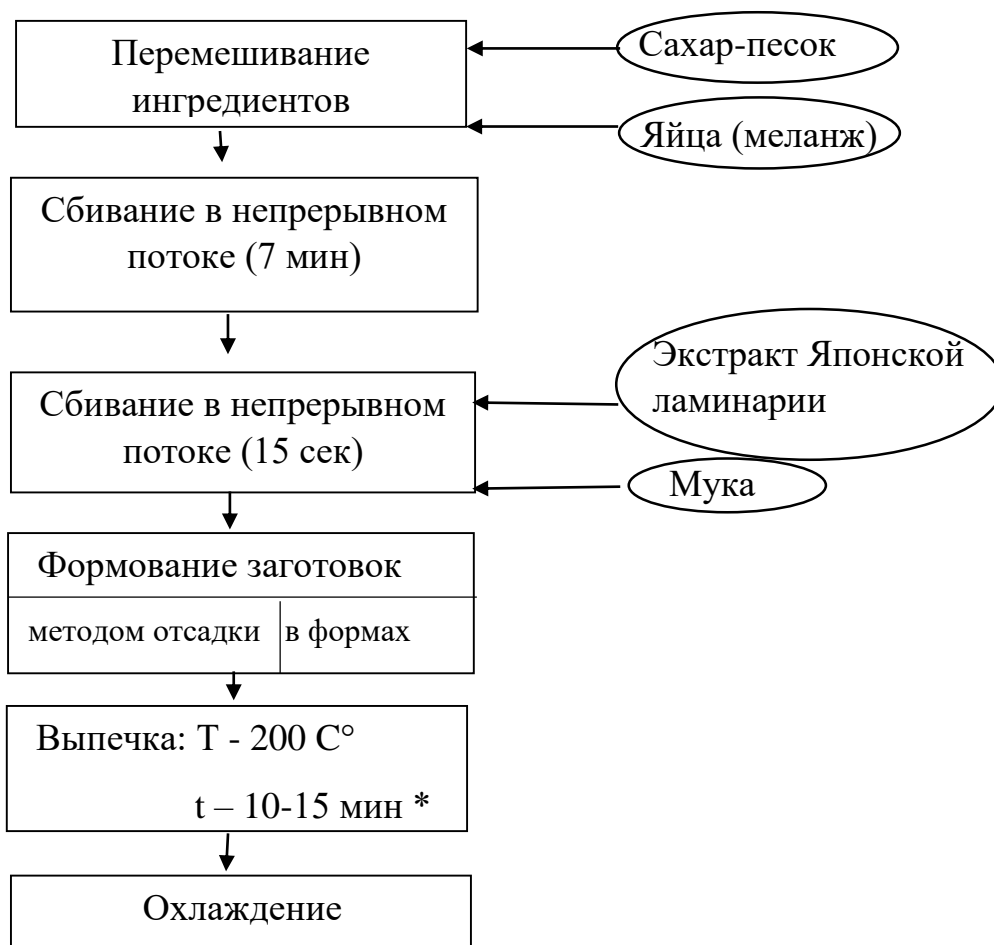 Перемешивание
ингредиентов
Сахар-песок
Яйца (меланж)
Сбивание в непрерывном
потоке (7 мин)
Экстракт Японской
ламинарии
Сбивание в непрерывном
потоке (15 сек)
Мука
Формование заготовок
методом отсадки
в формах
Выпечка: Т - 200 С°
t – 10-15 мин *
Охлаждение